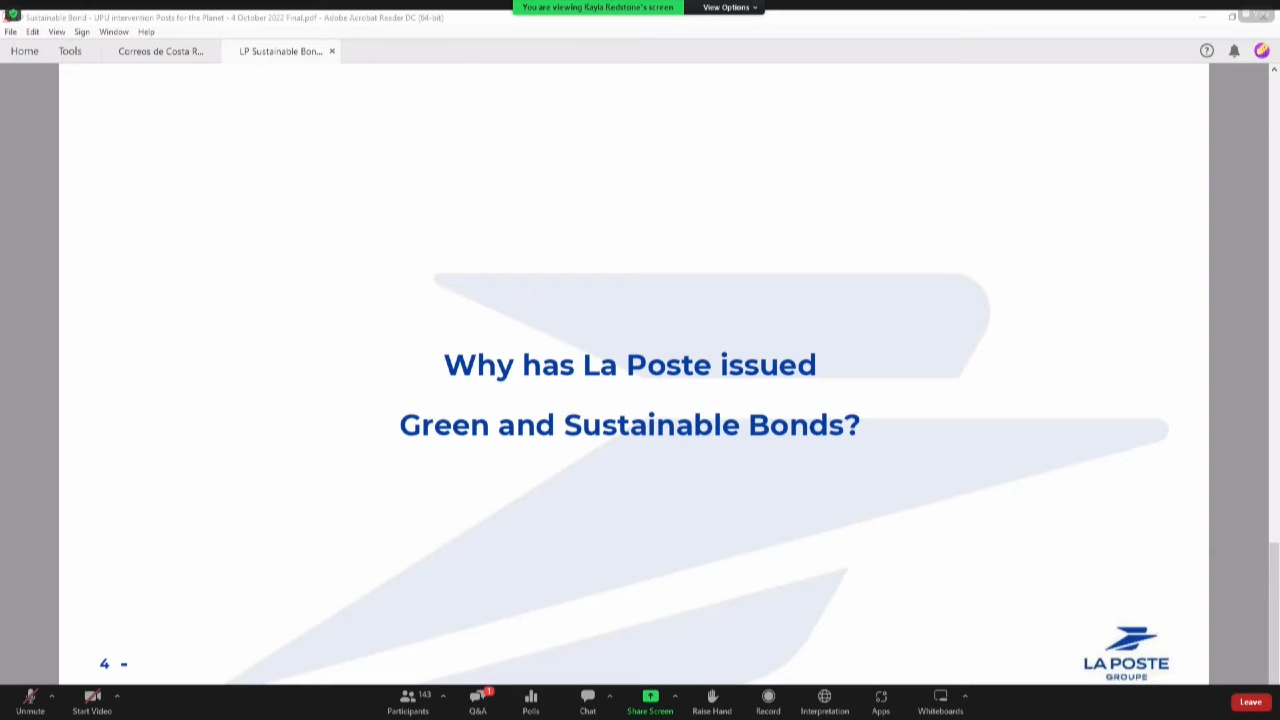 You are viewing Kayla Redstone's screen
View Options
Sustainable Bond - UPU intervention Posts for the Planet - 4 October 2022 Final.pdf - Adobe Acrobat Reader DC (64-bit)
File Edit View Sign Window Help
Home Tools Correos de Costa R... LP Sustainable Bon... ×
Why has La Poste issued
Green and Sustainable Bonds?
4 -
LA POSTE
GROUPE
143
1
Unmute Start Video Participants Q&A Polls Chat Share Screen Raise Hand Record Interpretation Apps Whiteboards Leave